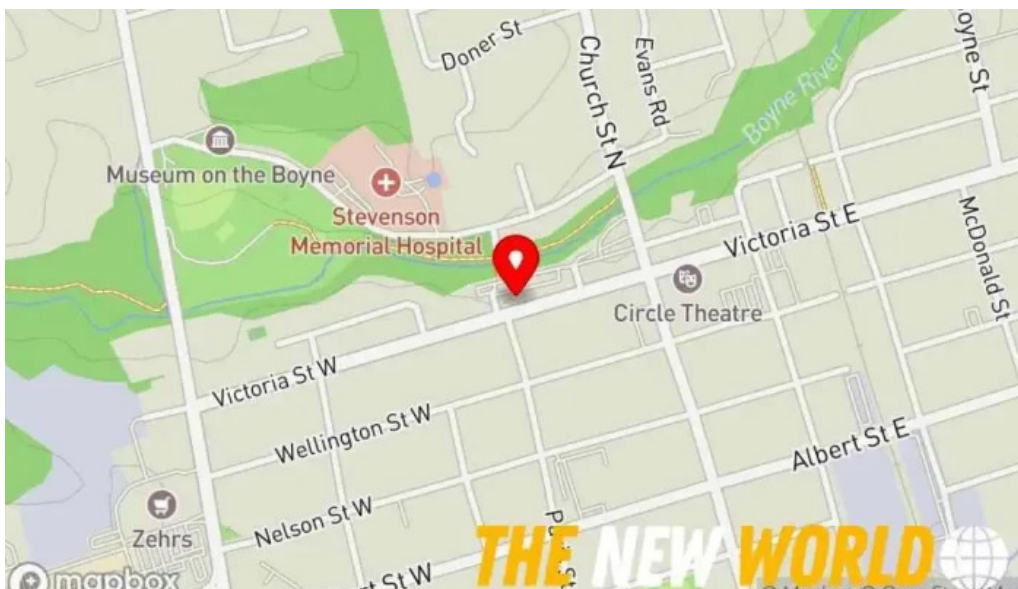 Doner St
Church St N
Evans Rd
oyne St
Boyne River
Museum on the Boyne
Stevenson
Memorial Hospital
Victoria St E
McDonald St
Circle Theatre
Victoria St W
Wellington St W
Albert St E
Nelson St W
Zehrs
THE NEW WORLD
mapbox